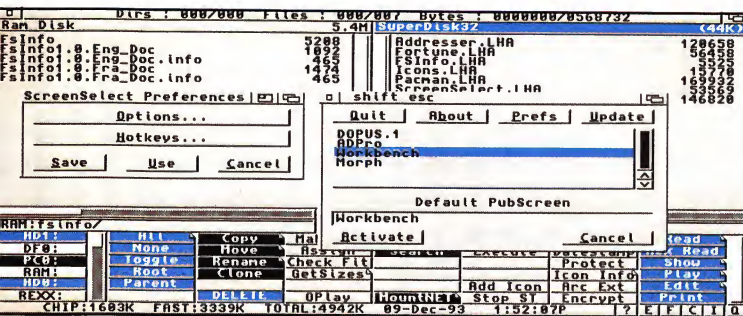 Dirs : 000/000 Files : 000/007 Bytes : 0000000/0568732
Ram Disk 5.4M
SuperDisk32 (44K)
FsInfo 5208
FsInfo1.0.Eng_Doc 1092
FsInfo1.0.Eng_Doc.info 465
FsInfo1.0.Fra_Doc 1474
FsInfo1.0.Fra_Doc.info 465
Addresser.LHA 120658
Fortune.LHA 56458
FSInfo.LHA 5525
Icons.LHA 15770
Pacman.LHA 169932
ScreenSelect.LHA 53569
146820
ScreenSelect Preferences
Options...
Hotkeys...
Save Use Cancel
shift esc
Quit About Prefs Update
DOPUS.1
ADPro
Workbench
Morph
Default PubScreen
Workbench
Activate Cancel
RAM:fsinfo/
HD1: All Copy Read
DF0: None Move Assign Search Execute Datestamp Read
PC0: Toggle Rename Check Fit Protect Show
RAM: Root Clone GetSizes Icon Info Play
HD0: Parent Add Icon Arc Ext Edit
REXX: DELETE OPlay MountNET Stop ST Encrypt Print
CHIP:1603K FAST:3339K TOTAL:4942K 09-Dec-93 1:52:07P ? E F C I Q